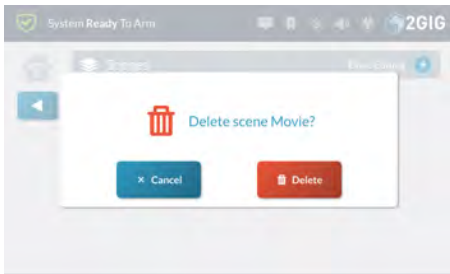 System Ready To Arm
2GIG
Scenes
Delete scene Movie?
× Cancel
Delete